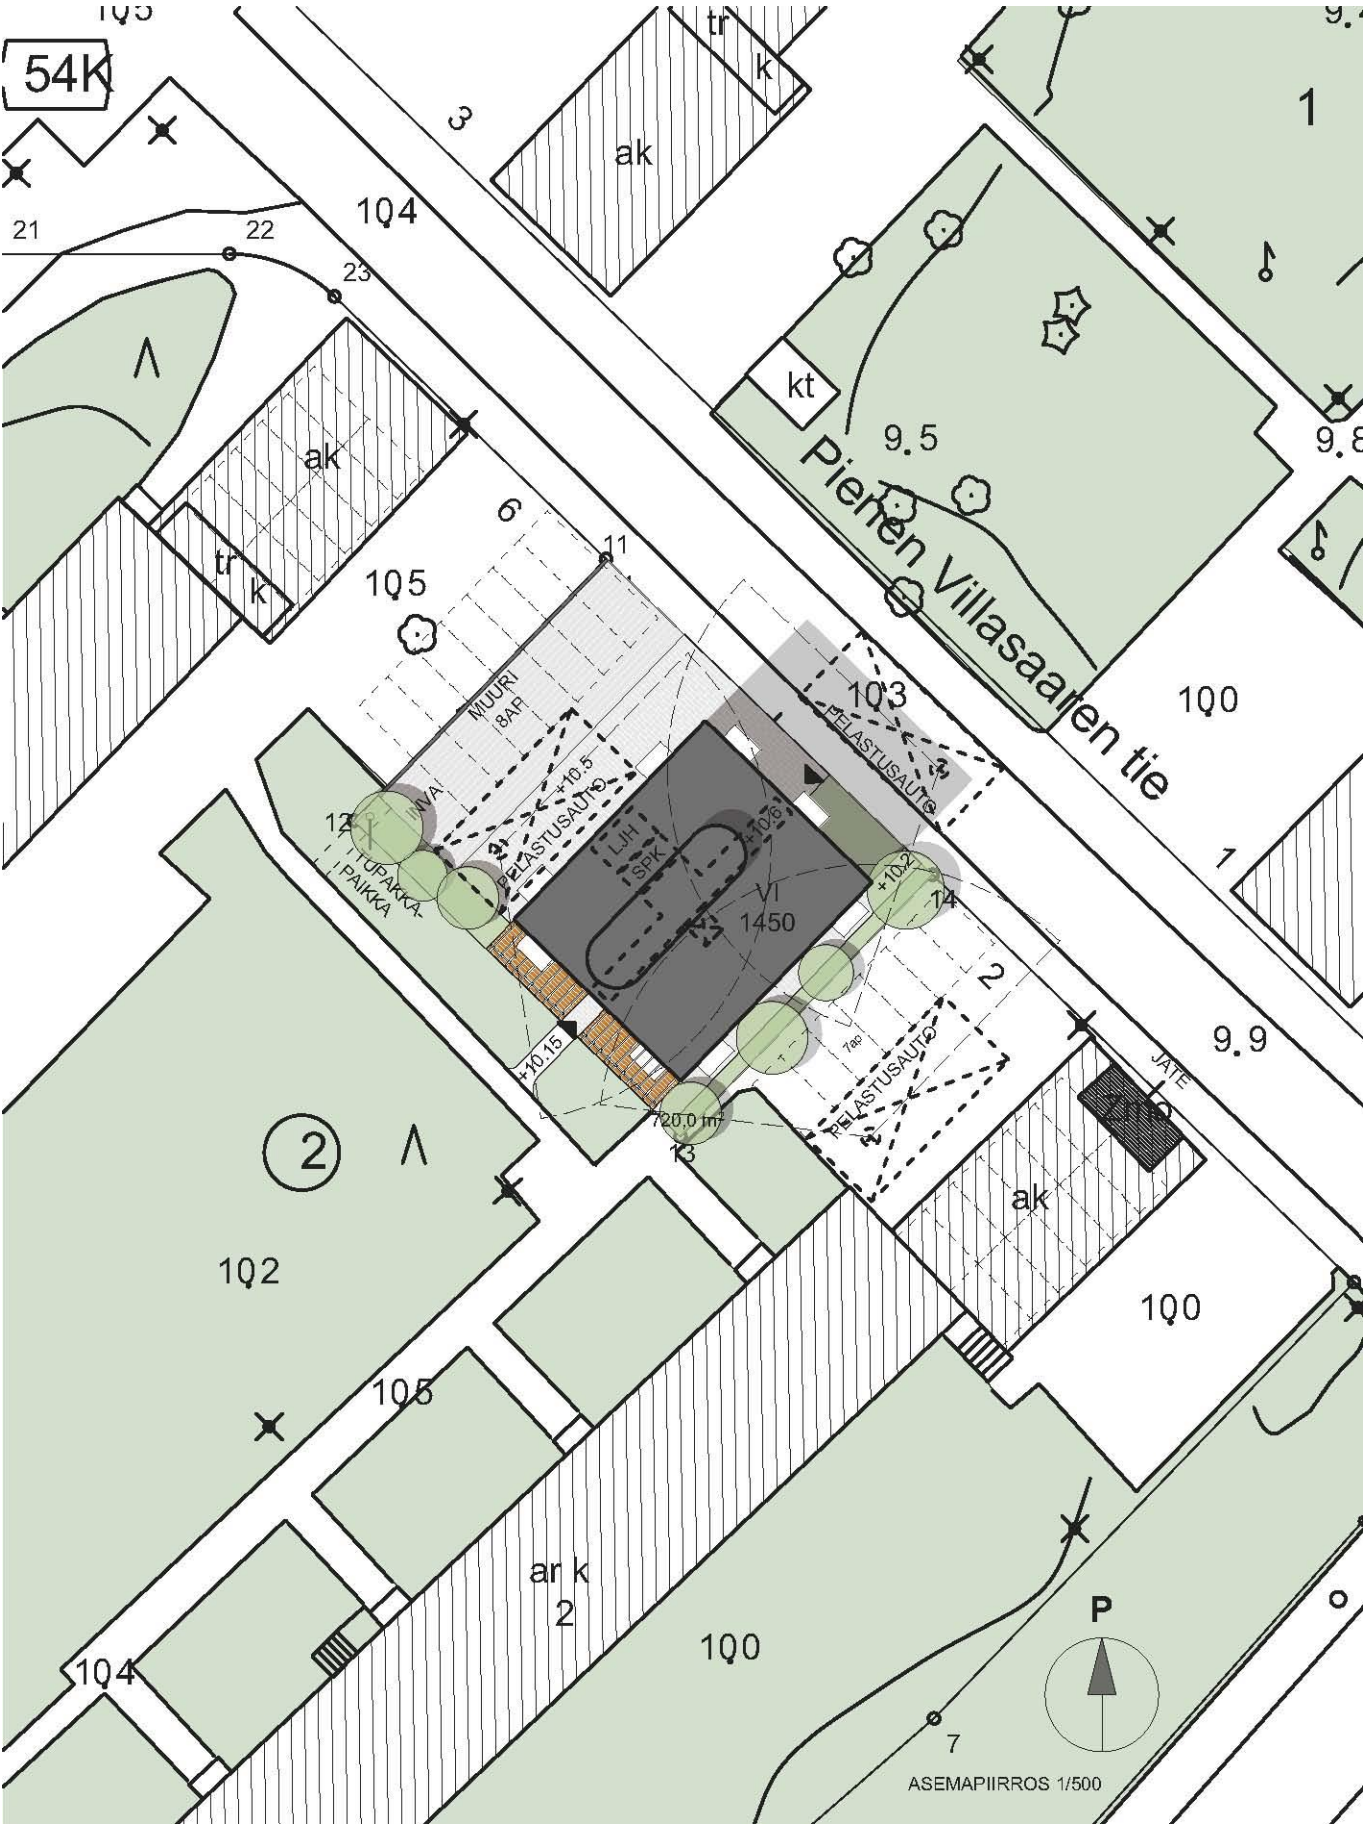 105
tr
9.
54K
k
1
3
ak
104
21
22
23
kt
9.5
9.8
ak
Pienen Villasaaren tie
6
11
tr
k
105
MUURI
8AP
103
100
PELASTUSAUTO
+10.5
PELASTUSAUTO
INVA
12
TUPAKKA-
PAIKKA
LJH
SPK
+10.6
VI
1450
+10.2
14
1
2
7ap
PELASTUSAUTO
9.9
+10.15
JÄTE
720,0 m²
13
2
ak
102
100
105
ar k
2
100
104
P
7
ASEMAPIIRROS 1/500